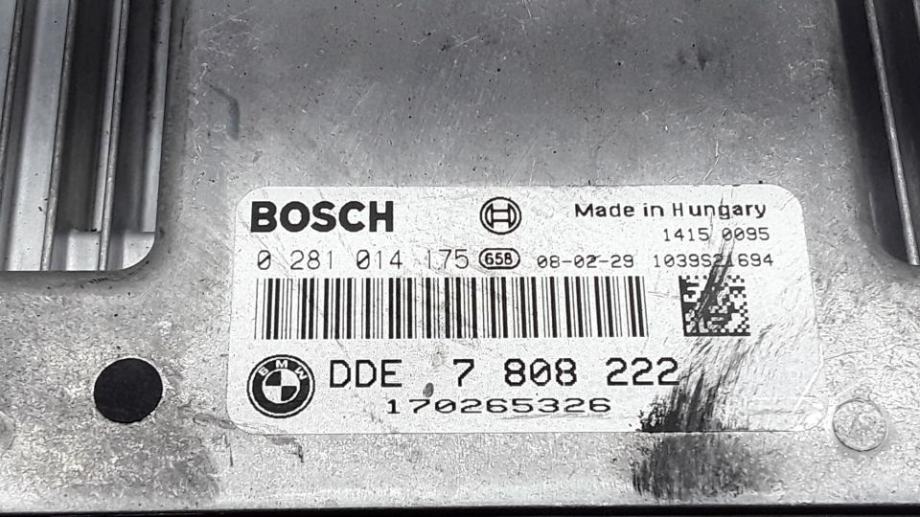 BOSCH Made in Hungary
1415 0095
0 281 014 175 658 08-02-29 1039S21694
BMW DDE 7 808 222
170265326